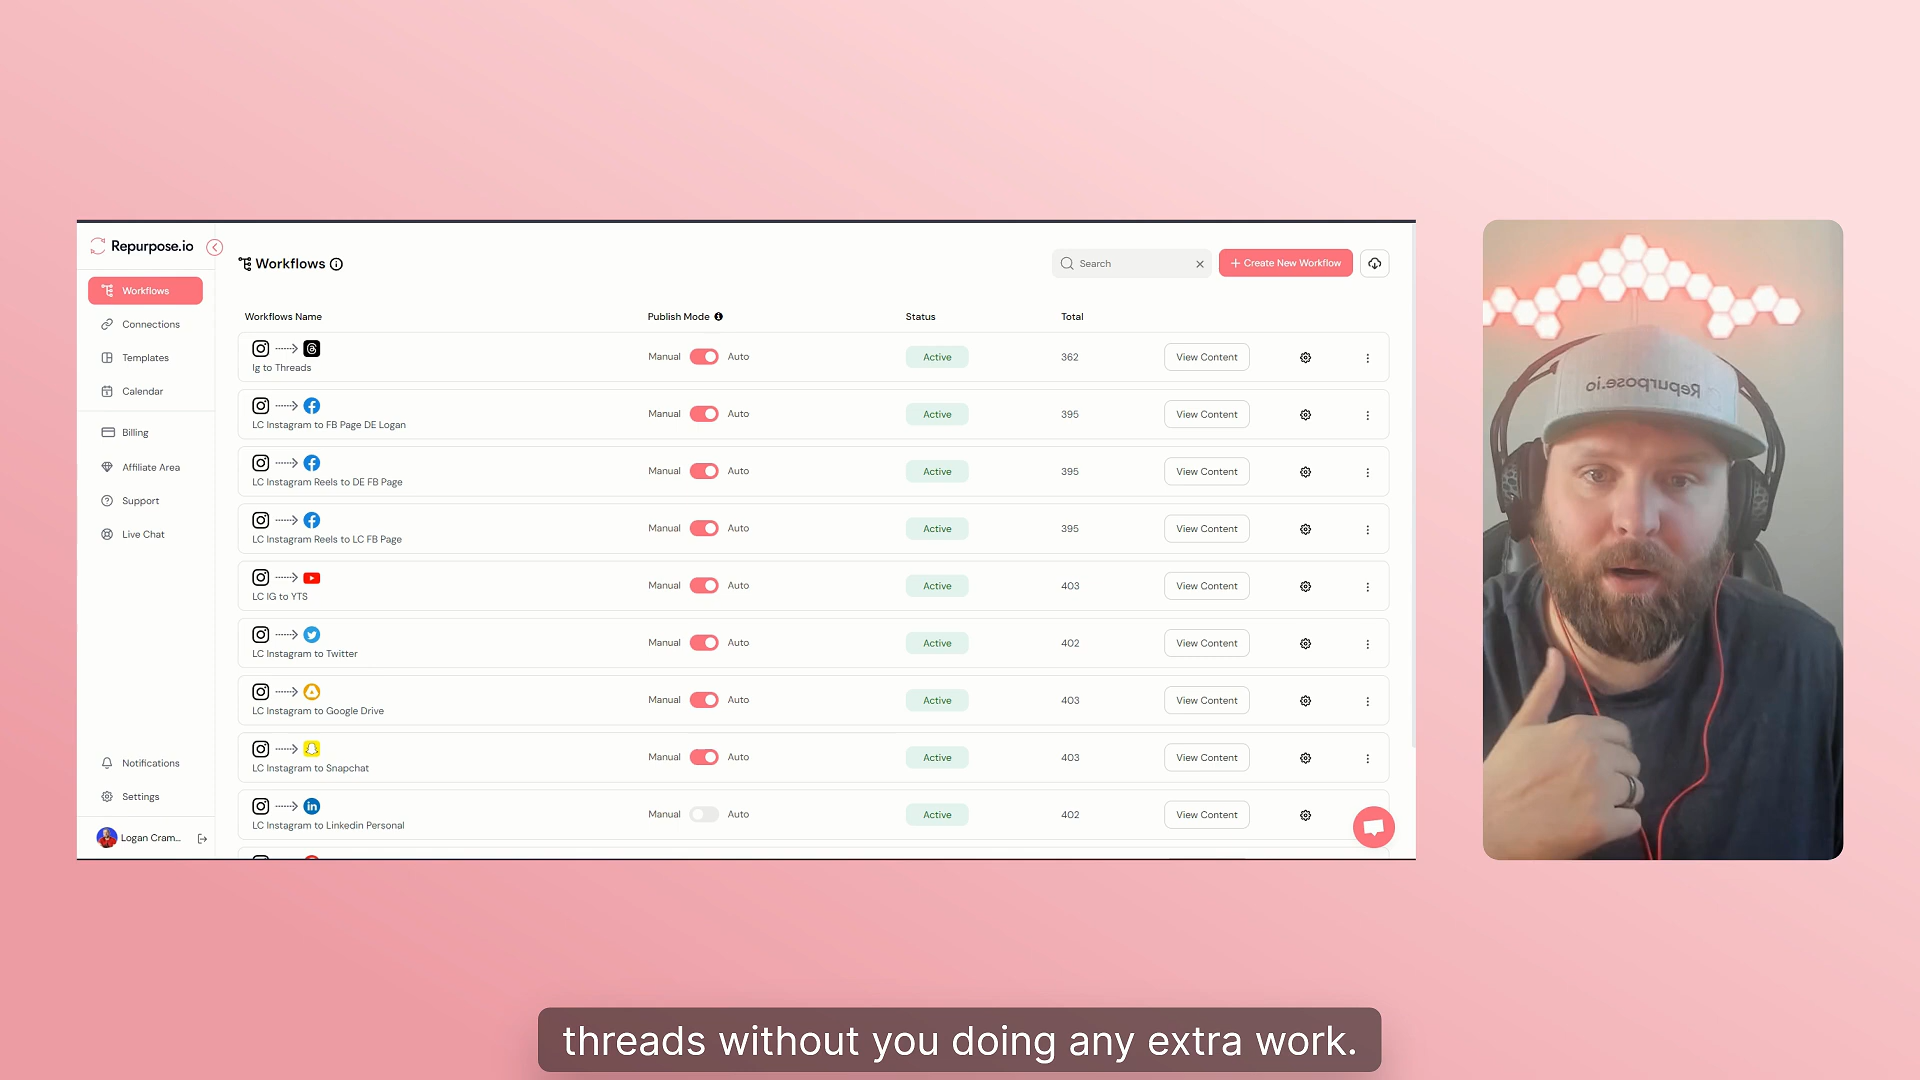 Repurpose.io
Workflows
Connections
Templates
Calendar
Billing
Affiliate Area
Support
Live Chat
Notifications
Settings
Logan Cram...
Workflows
Search
Create New Workflow
Workflows Name Publish Mode Status Total
Ig to Threads
Manual Auto Active 362 View Content
LC Instagram to FB Page DE Logan
Manual Auto Active 395 View Content
LC Instagram Reels to DE FB Page
Manual Auto Active 395 View Content
LC Instagram Reels to LC FB Page
Manual Auto Active 395 View Content
LC IG to YTS
Manual Auto Active 403 View Content
LC Instagram to Twitter
Manual Auto Active 402 View Content
LC Instagram to Google Drive
Manual Auto Active 403 View Content
LC Instagram to Snapchat
Manual Auto Active 403 View Content
LC Instagram to Linkedin Personal
Manual Auto Active 402 View Content
Repurpose.io
threads without you doing any extra work.